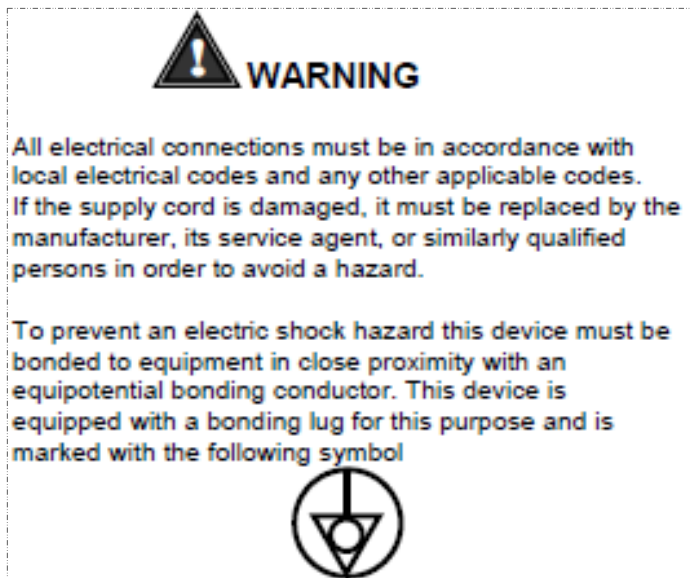 WARNING
All electrical connections must be in accordance with
local electrical codes and any other applicable codes.
If the supply cord is damaged, it must be replaced by the
manufacturer, its service agent, or similarly qualified
persons in order to avoid a hazard.
To prevent an electric shock hazard this device must be
bonded to equipment in close proximity with an
equipotential bonding conductor. This device is
equipped with a bonding lug for this purpose and is
marked with the following symbol